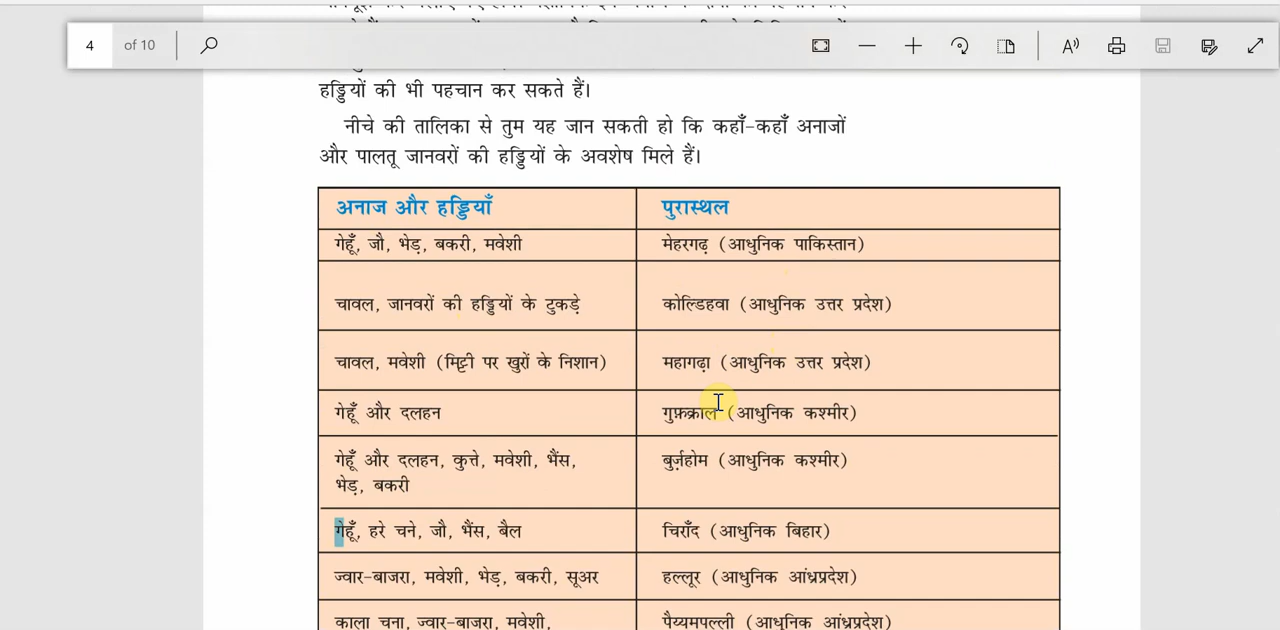 4 of 10
हड्डियों की भी पहचान कर सकते हैं।
नीचे की तालिका से तुम यह जान सकती हो कि कहाँ-कहाँ अनाजों
और पालतू जानवरों की हड्डियों के अवशेष मिले हैं।
अनाज और हड्डियाँ पुरास्थल
गेहूँ, जौ, भेड़, बकरी, मवेशी मेहरगढ़ (आधुनिक पाकिस्तान)
चावल, जानवरों की हड्डियों के टुकड़े कोल्डिहवा (आधुनिक उत्तर प्रदेश)
चावल, मवेशी (मिट्टी पर खुरों के निशान) महागढ़ा (आधुनिक उत्तर प्रदेश)
गेहूँ और दलहन गुफ़क्राल (आधुनिक कश्मीर)
गेहूँ और दलहन, कुत्ते, मवेशी, भैंस, बुर्ज़होम (आधुनिक कश्मीर)
भेड़, बकरी
गेहूँ, हरे चने, जौ, भैंस, बैल चिराँद (आधुनिक बिहार)
ज्वार-बाजरा, मवेशी, भेड़, बकरी, सूअर हल्लूर (आधुनिक आंध्रप्रदेश)
काला चना, ज्वार-बाजरा, मवेशी, पैय्यमपल्ली (आधुनिक आंध्रप्रदेश)